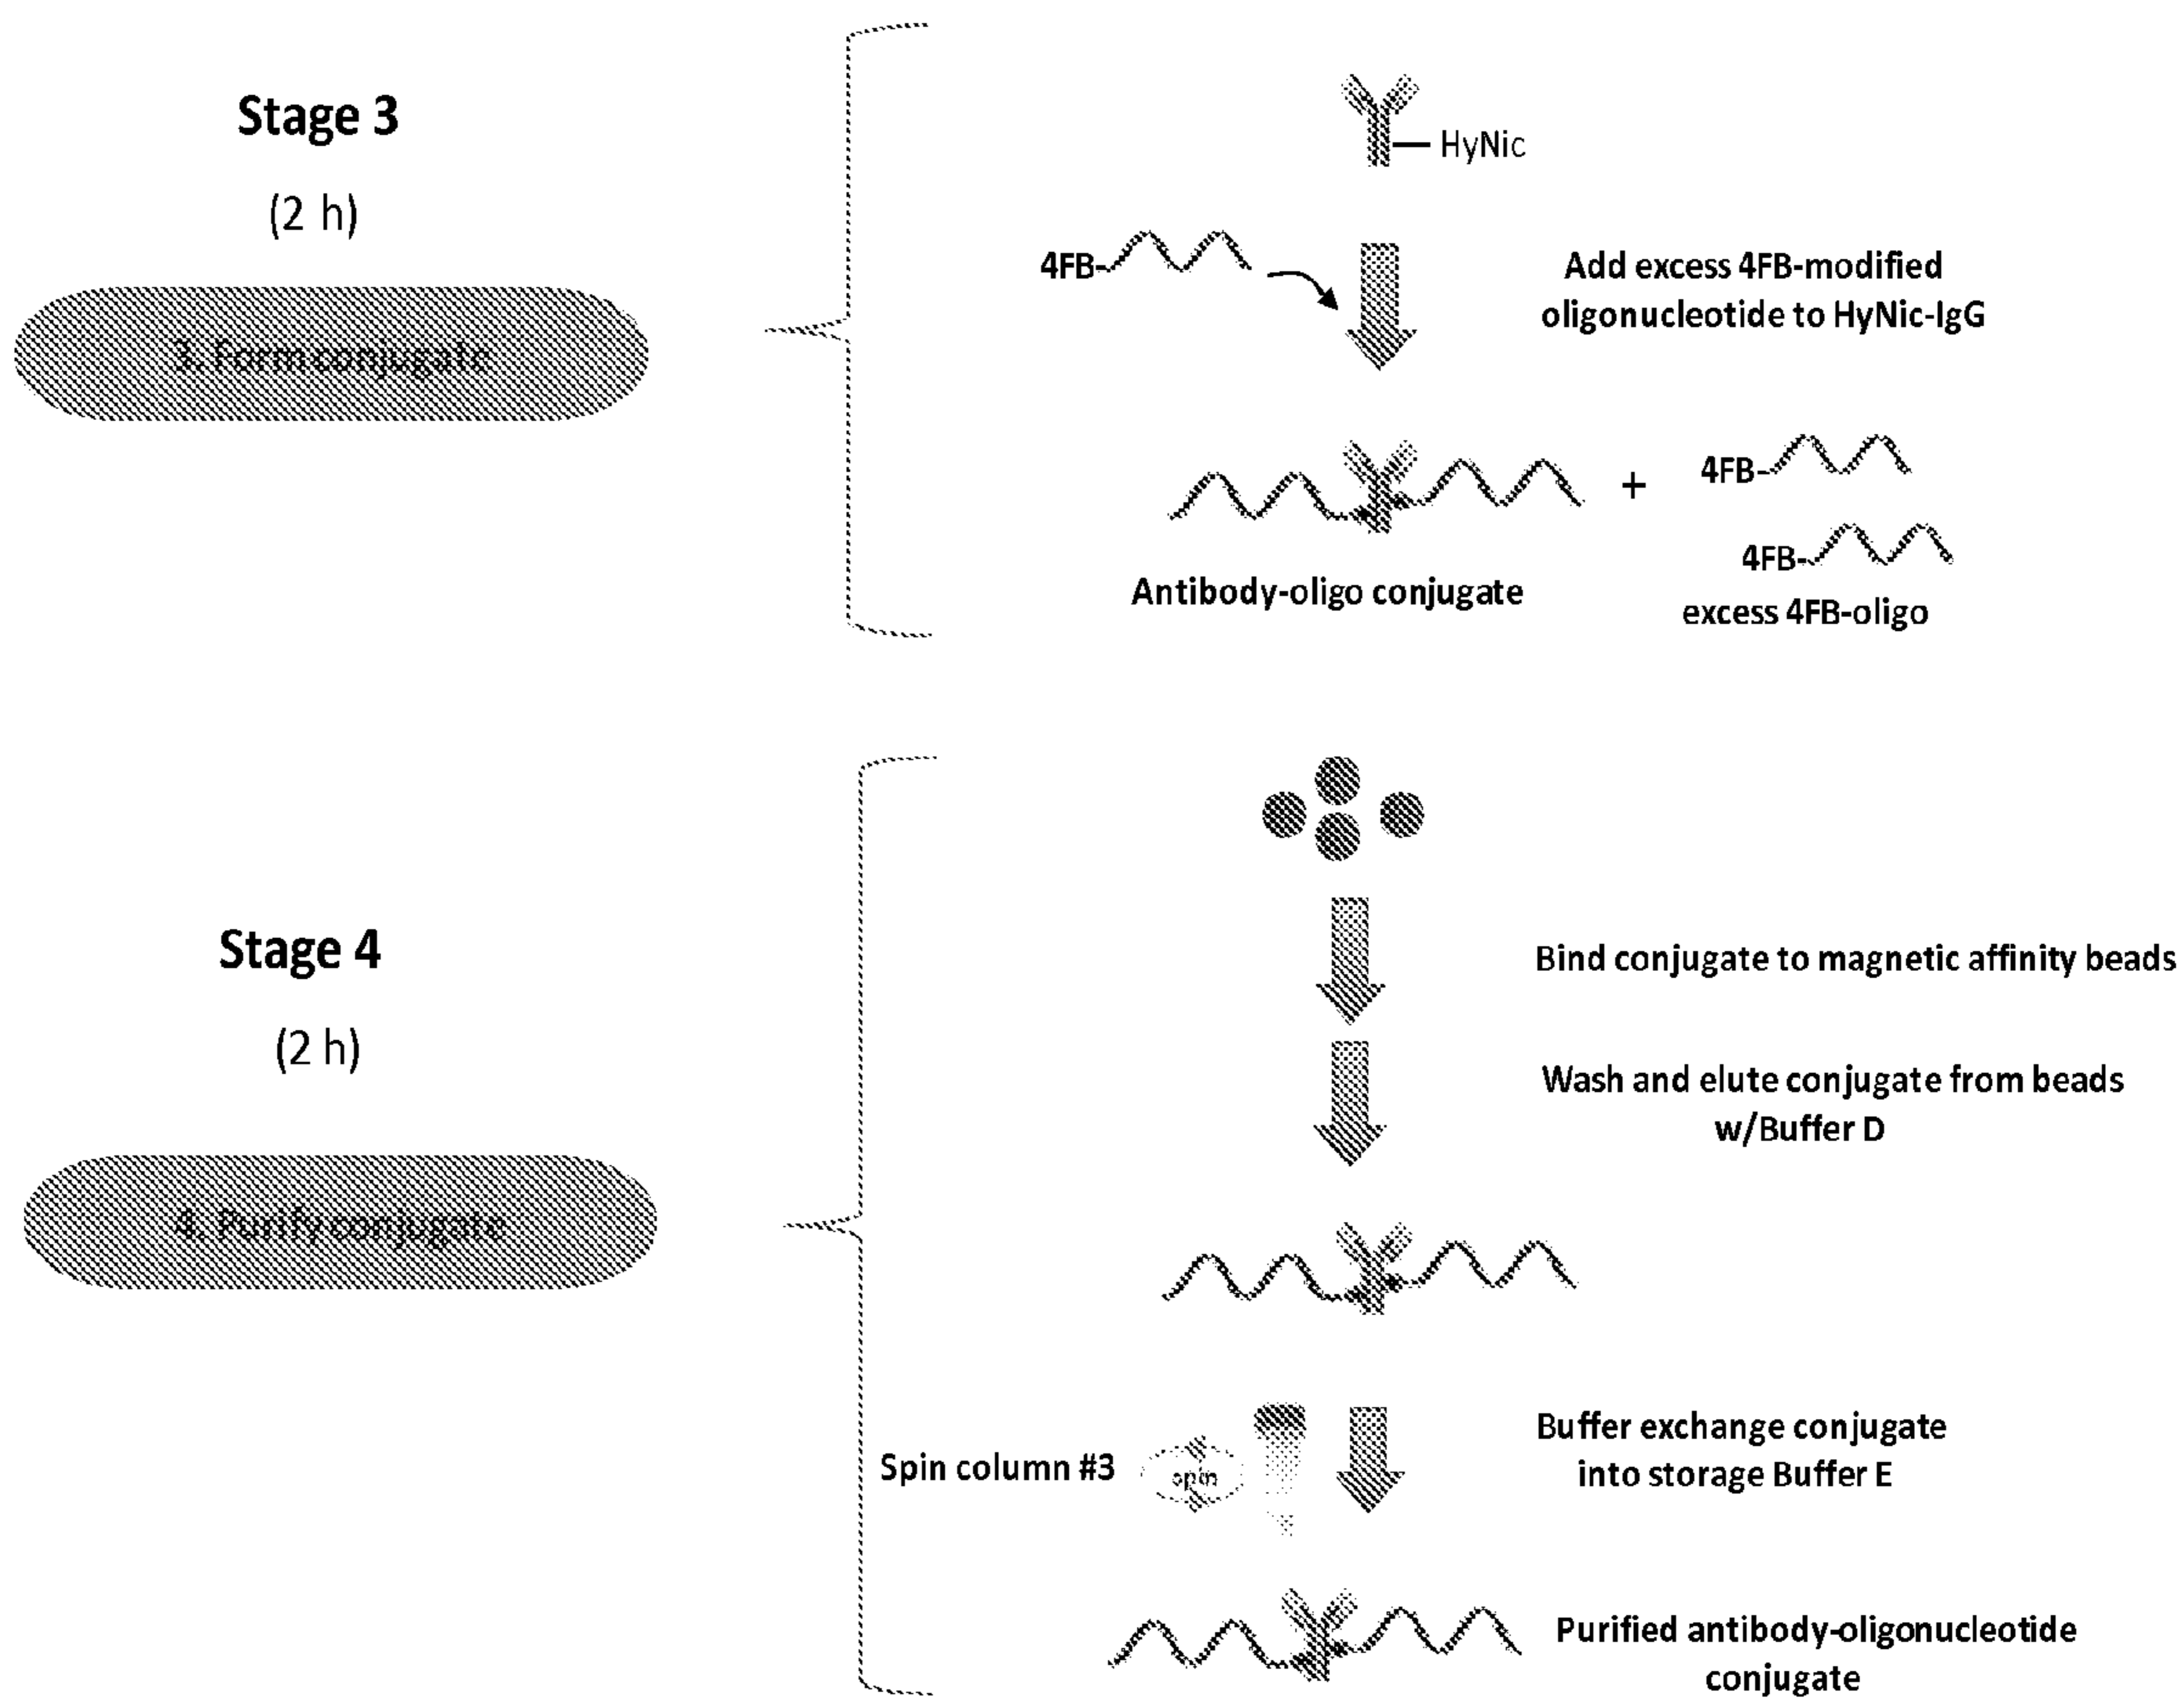 Stage 3
(2 h)
3. Form conjugate
HyNic
4FB-
Add excess 4FB-modified
oligonucleotide to HyNic-IgG
+
4FB-
4FB-
Antibody-oligo conjugate
excess 4FB-oligo
Stage 4
(2 h)
4. Purify conjugate
Bind conjugate to magnetic affinity beads
Wash and elute conjugate from beads
w/Buffer D
Spin column #3
spin
Buffer exchange conjugate
into storage Buffer E
Purified antibody-oligonucleotide
conjugate